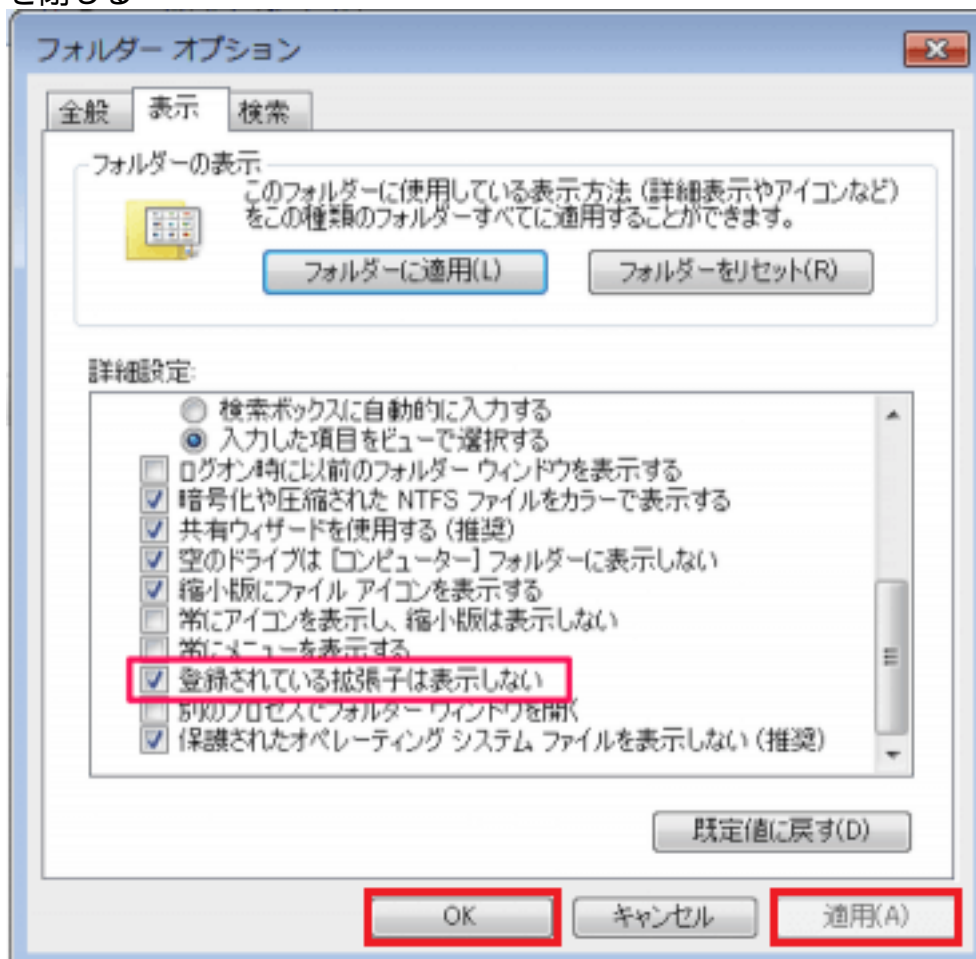 を閉じる
フォルダー オプション
全般 表示 検索
フォルダーの表示
このフォルダーに使用している表示方法 (詳細表示やアイコンなど)
をこの種類のフォルダーすべてに適用することができます。
フォルダーに適用(L) フォルダーをリセット(R)
詳細設定:
検索ボックスに自動的に入力する
入力した項目をビューで選択する
ログオン時に以前のフォルダー ウィンドウを表示する
暗号化や圧縮された NTFS ファイルをカラーで表示する
共有ウィザードを使用する (推奨)
空のドライブは [コンピューター] フォルダーに表示しない
縮小版にファイル アイコンを表示する
常にアイコンを表示し、縮小版は表示しない
常にメニューを表示する
登録されている拡張子は表示しない
別のプロセスでフォルダー ウィンドウを開く
保護されたオペレーティング システム ファイルを表示しない (推奨)
既定値に戻す(D)
OK キャンセル 適用(A)